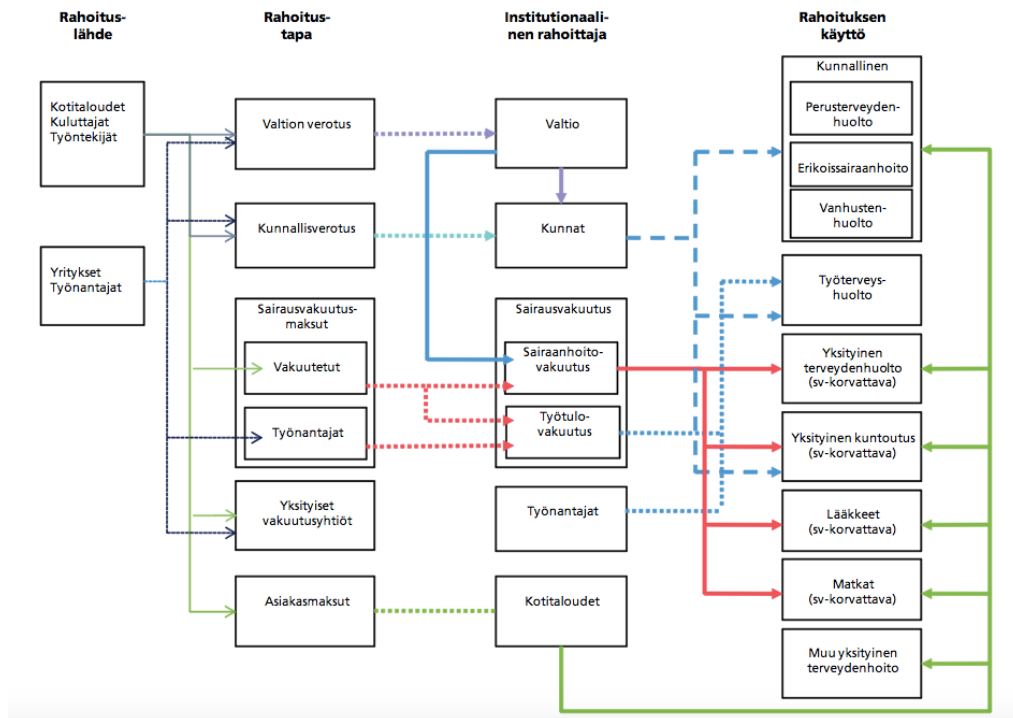 Rahoitus-
lähde
Rahoitus-
tapa
Institutionaali-
nen rahoittaja
Rahoituksen
käyttö
Kotitaloudet
Kuluttajat
Työntekijät
Yritykset
Työnantajat
Valtion verotus
Kunnallisverotus
Sairausvakuutus-
maksut
Vakuutetut
Työnantajat
Yksityiset
vakuutusyhtiöt
Asiakasmaksut
Valtio
Kunnat
Sairausvakuutus
Sairaanhoito-
vakuutus
Työtulo-
vakuutus
Työnantajat
Kotitaloudet
Kunnallinen
Perusterveyden-
huolto
Erikoissairaanhoito
Vanhusten-
huolto
Työterveys-
huolto
Yksityinen
terveydenhuolto
(sv-korvattava)
Yksityinen kuntoutus
(sv-korvattava)
Lääkkeet
(sv-korvattava)
Matkat
(sv-korvattava)
Muu yksityinen
terveydenhoito